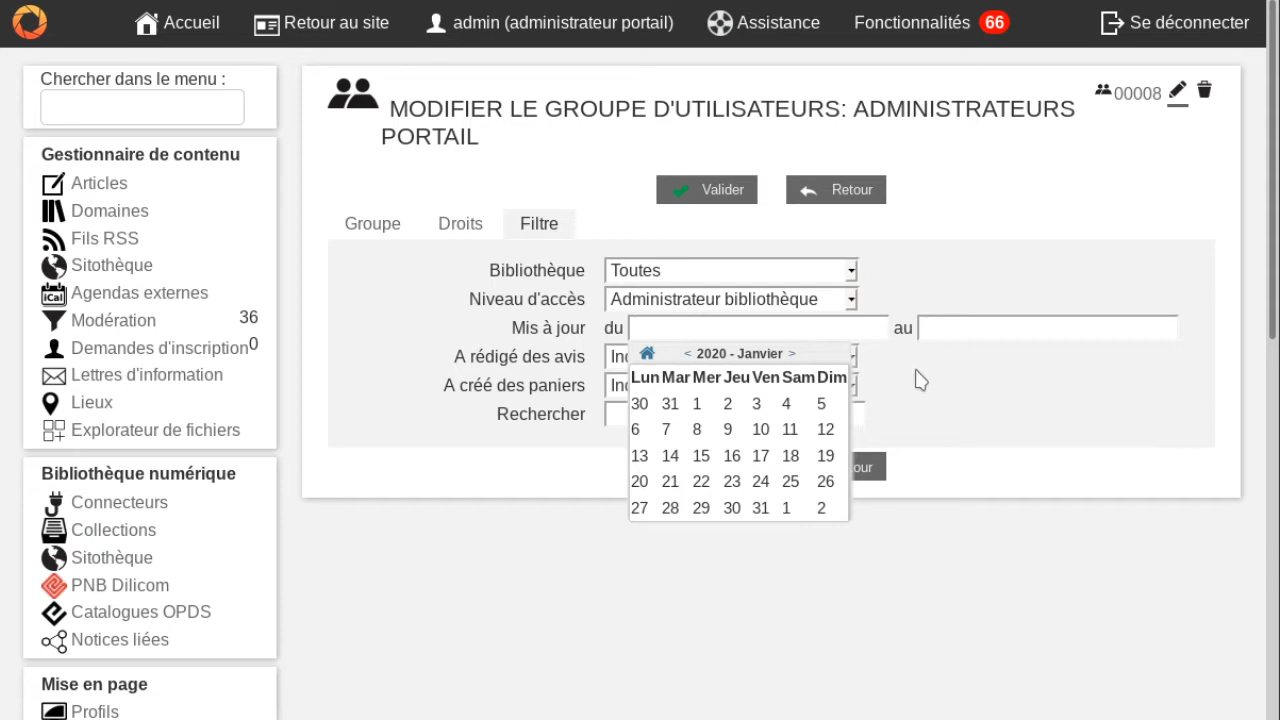 Accueil
Retour au site
admin (administrateur portail)
Assistance
Fonctionnalités 66
Se déconnecter
Chercher dans le menu :
Gestionnaire de contenu
Articles
Domaines
Fils RSS
Sitothèque
iCal Agendas externes
Modération 36
Demandes d'inscription 0
Lettres d'information
Lieux
Explorateur de fichiers
Bibliothèque numérique
Connecteurs
Collections
Sitothèque
PNB Dilicom
Catalogues OPDS
Notices liées
Mise en page
Profils
MODIFIER LE GROUPE D'UTILISATEURS: ADMINISTRATEURS
PORTAIL
00008
Valider
Retour
Groupe
Droits
Filtre
Bibliothèque Toutes
Niveau d'accès Administrateur bibliothèque
Mis à jour du au
A rédigé des avis
A créé des paniers
Rechercher
< 2020 - Janvier >
Lun Mar Mer Jeu Ven Sam Dim
30 31 1 2 3 4 5
6 7 8 9 10 11 12
13 14 15 16 17 18 19
20 21 22 23 24 25 26
27 28 29 30 31 1 2